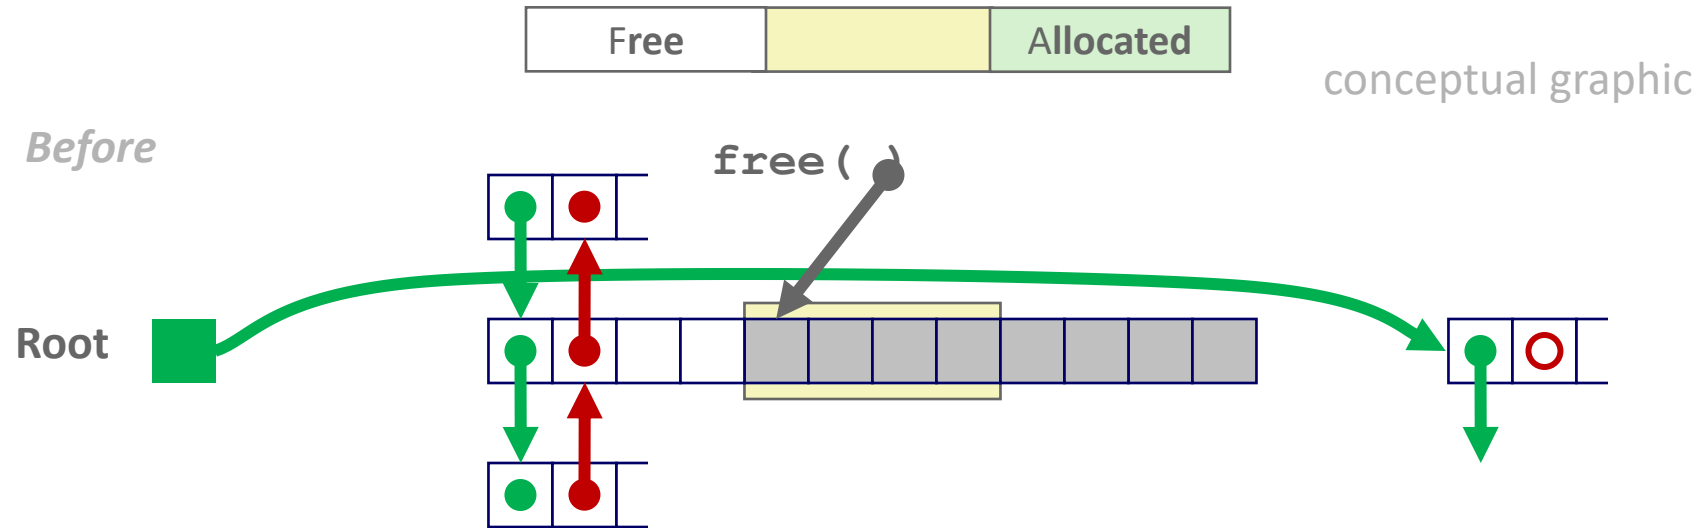 Free Allocated
conceptual graphic
Before
free( )
Root